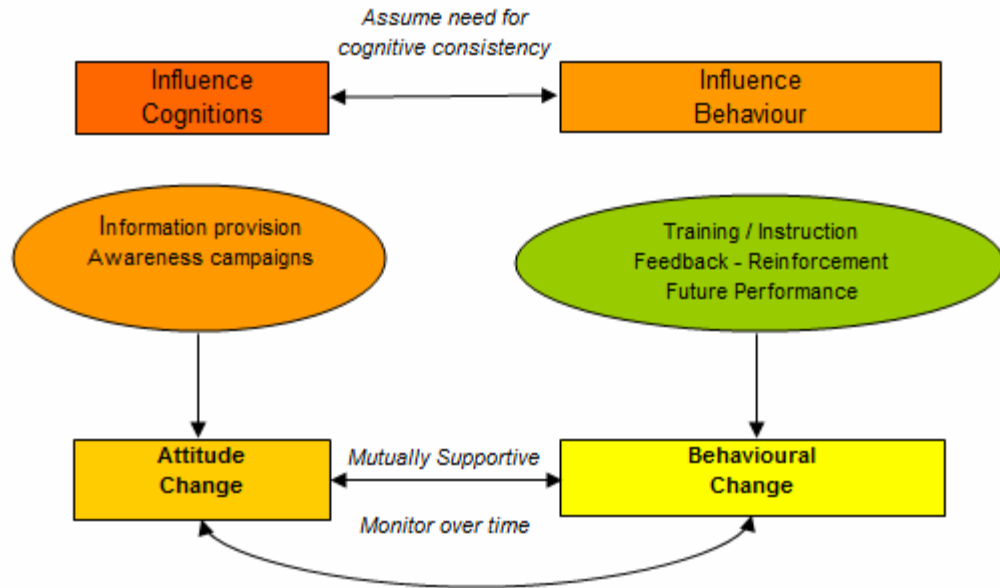 Assume need for
cognitive consistency
Influence
Cognitions
Influence
Behaviour
Information provision
Awareness campaigns
Training / Instruction
Feedback - Reinforcement
Future Performance
Attitude
Change
Mutually Supportive
Behavioural
Change
Monitor over time